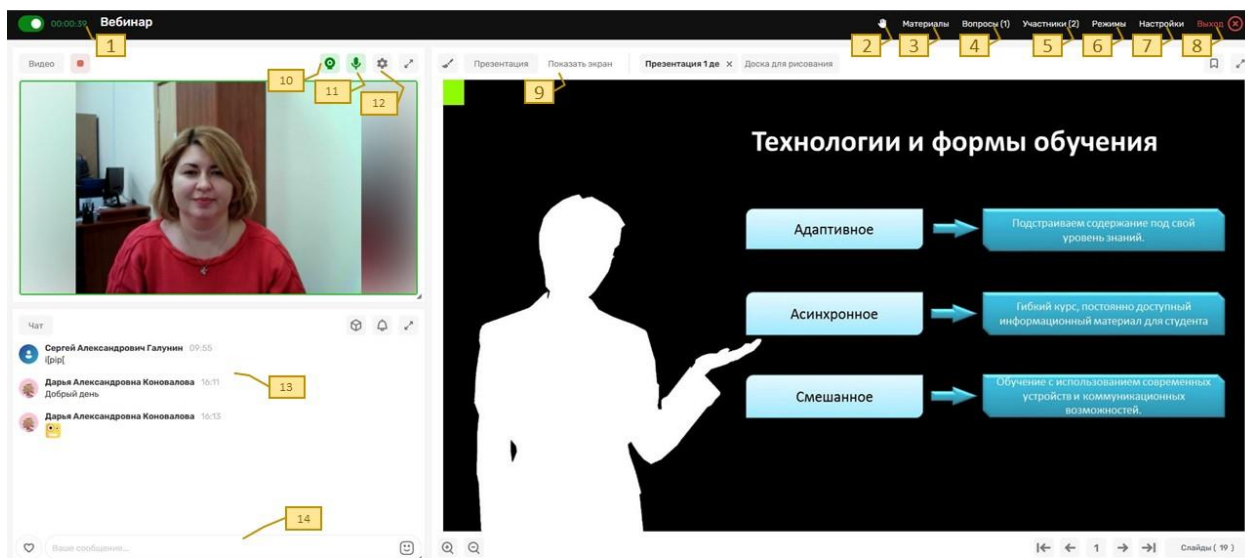 00:00:39 Вебинар
Материалы Вопросы (1) Участники (2) Режимы Настройки Выход
1
2
3
4
5
6
7
8
Видео
10
11
12
Презентация Показать экран Презентация 1 де × Доска для рисования
9
Технологии и формы обучения
Адаптивное
Подстраиваем содержание под свой
уровень знаний.
Асинхронное
Гибкий курс, постоянно доступный
информационный материал для студента
Смешанное
Обучение с использованием современных
устройств и коммуникационных
возможностей.
Чат
Сергей Александрович Галунин 09:55
i[pip[
13
Дарья Александровна Коновалова 16:11
Добрый день
Дарья Александровна Коновалова 16:13
14
Ваше сообщение...
1
Слайды ( 19 )